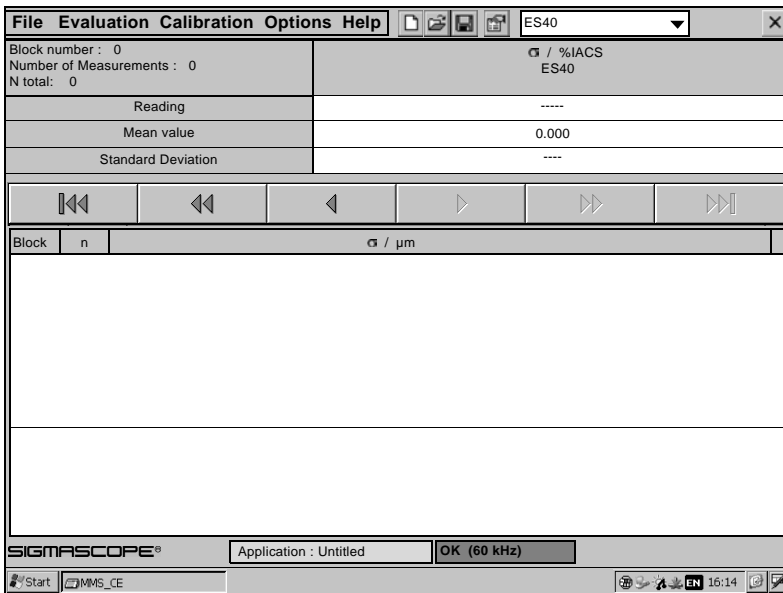 File Evaluation Calibration Options Help ES40
Block number : 0
Number of Measurements : 0
N total: 0
σ / %IACS
ES40
Reading -----
Mean value 0.000
Standard Deviation ----
Block n σ / µm
SIGMASCOPE® Application : Untitled OK (60 kHz)
Start MMS_CE EN 16:14